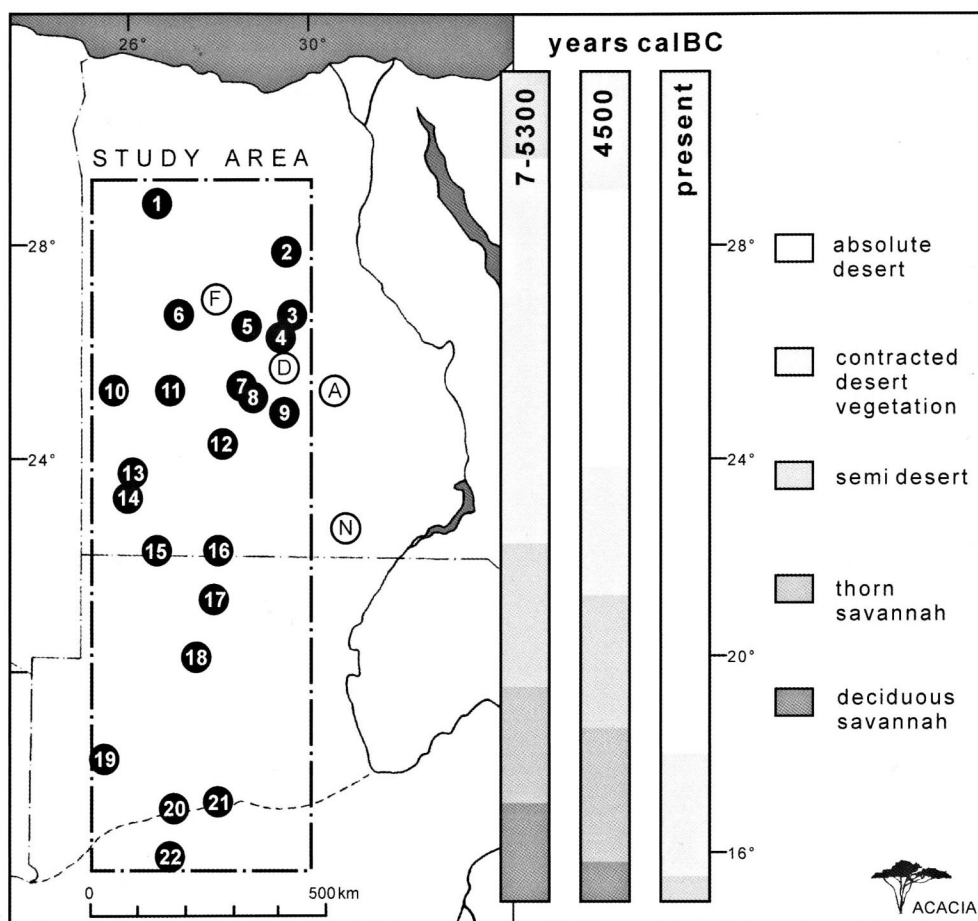 26°
30°
years calBC
7-5300
4500
present
STUDY AREA
1
28°
2
F
6
5
3
4
D
10
11
7
8
A
9
12
24°
13
14
N
15
16
17
18
19
20
21
22
0
500 km
28°
24°
20°
16°
absolute
desert
contracted
desert
vegetation
semi desert
thorn
savannah
deciduous
savannah
ACACIA